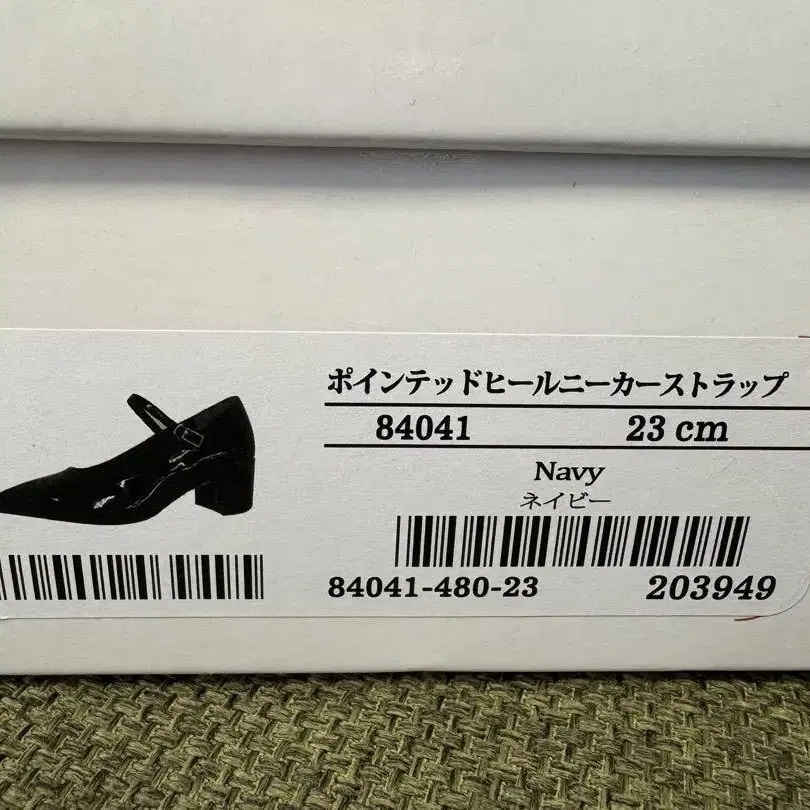 ポインテッドヒールニーカーストラップ
84041 23 cm
Navy
ネイビー
84041-480-23 203949